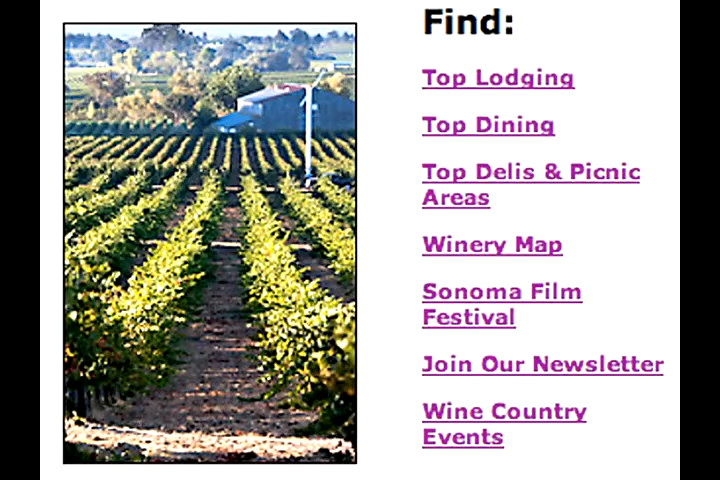 Find:
Top Lodging
Top Dining
Top Delis & Picnic
Areas
Winery Map
Sonoma Film
Festival
Join Our Newsletter
Wine Country
Events